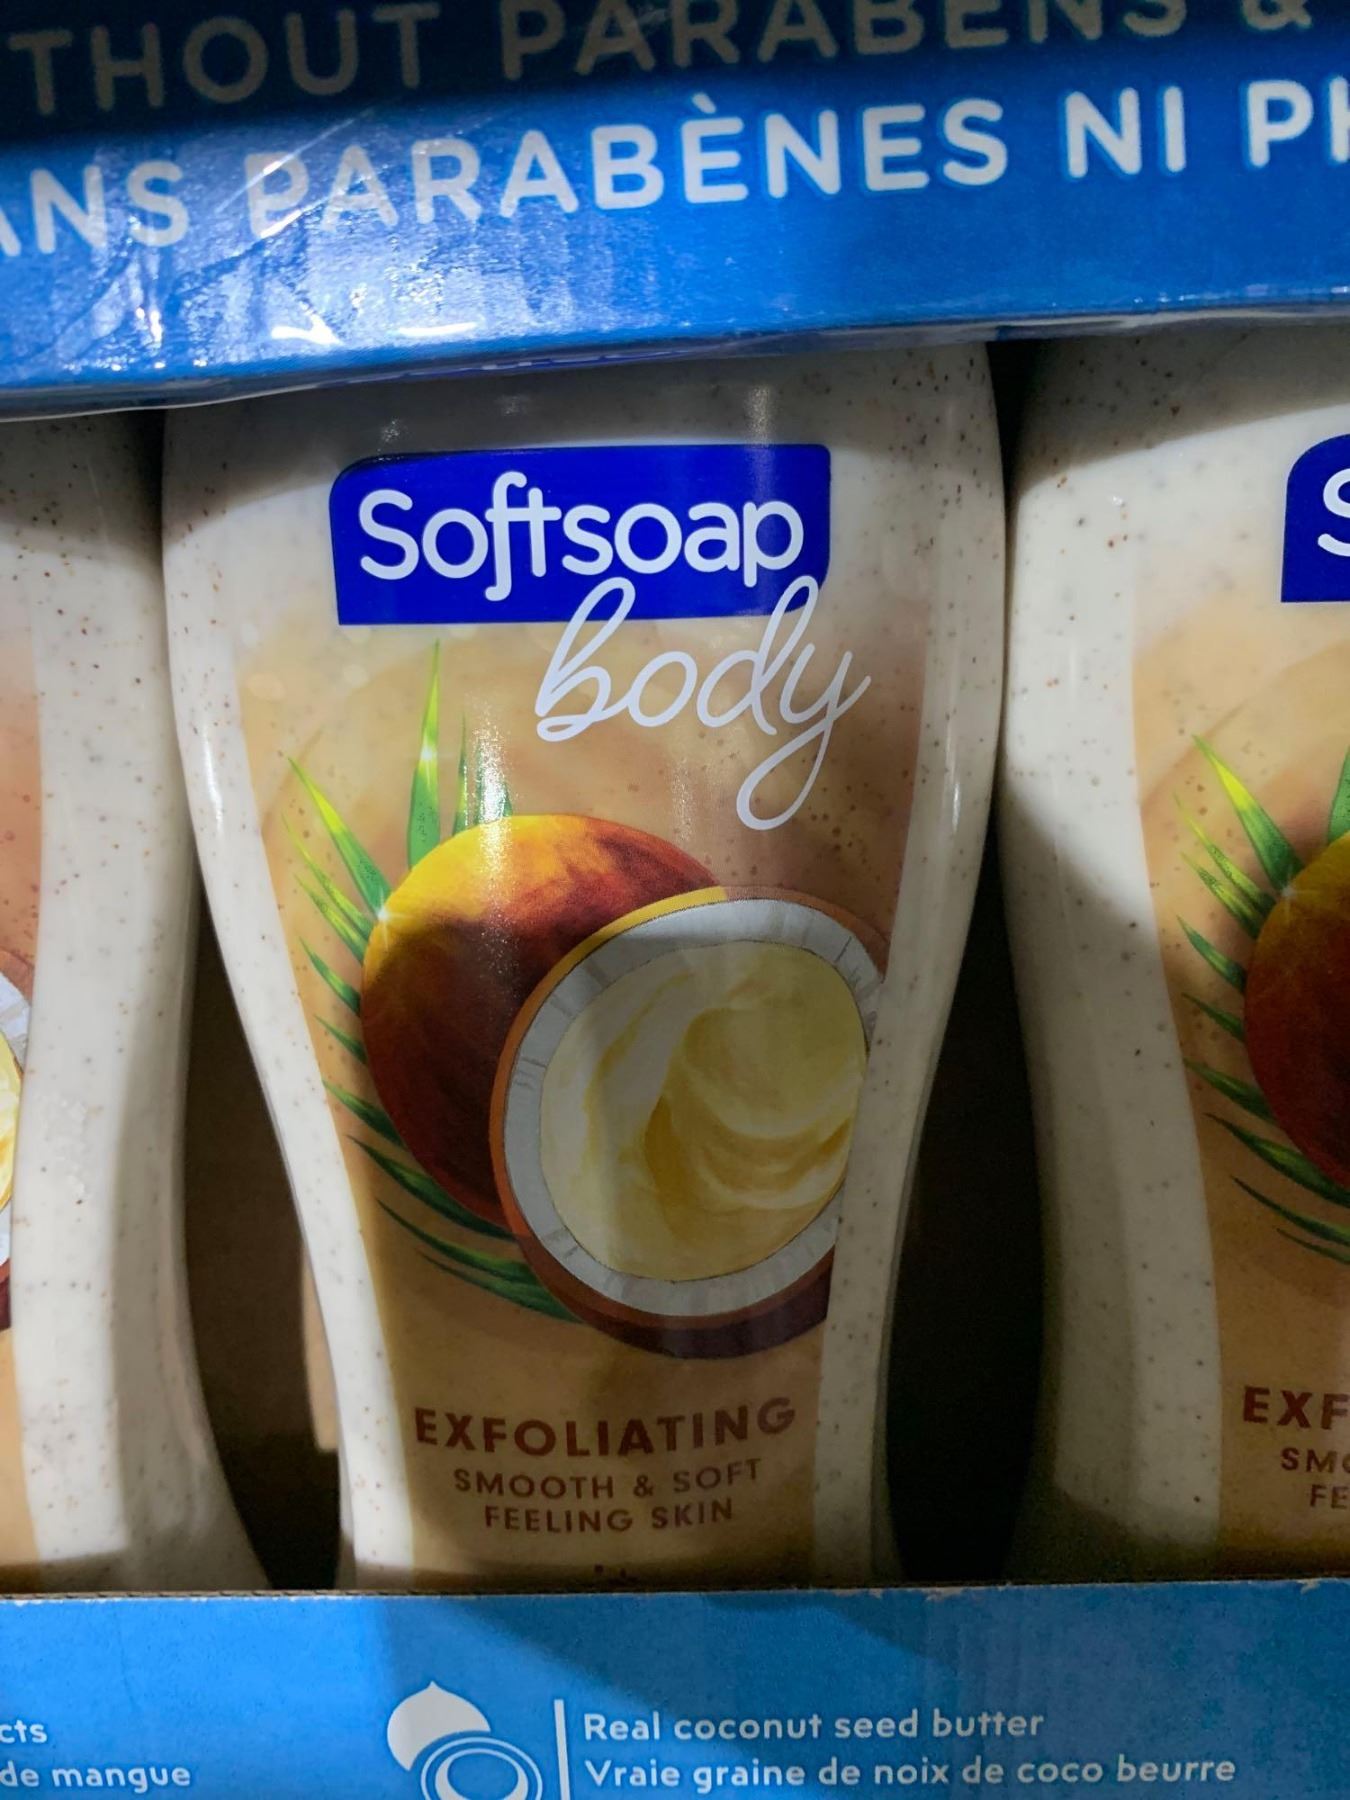 THOUT PARABENS &
ANS PARABÈNES NI PH
Softsoap
body
EXFOLIATING
SMOOTH & SOFT
FEELING SKIN
S
EXF
SMO
FE
cts
de mangue
Real coconut seed butter
Vraie graine de noix de coco beurre